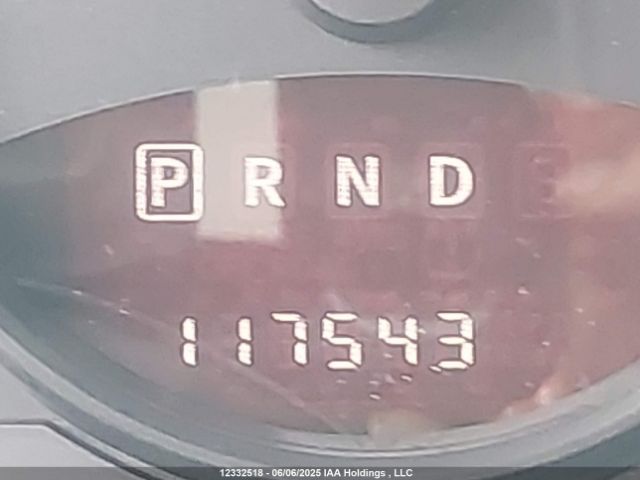 P R N D
117543
12332518 - 06/06/2025 IAA Holdings , LLC